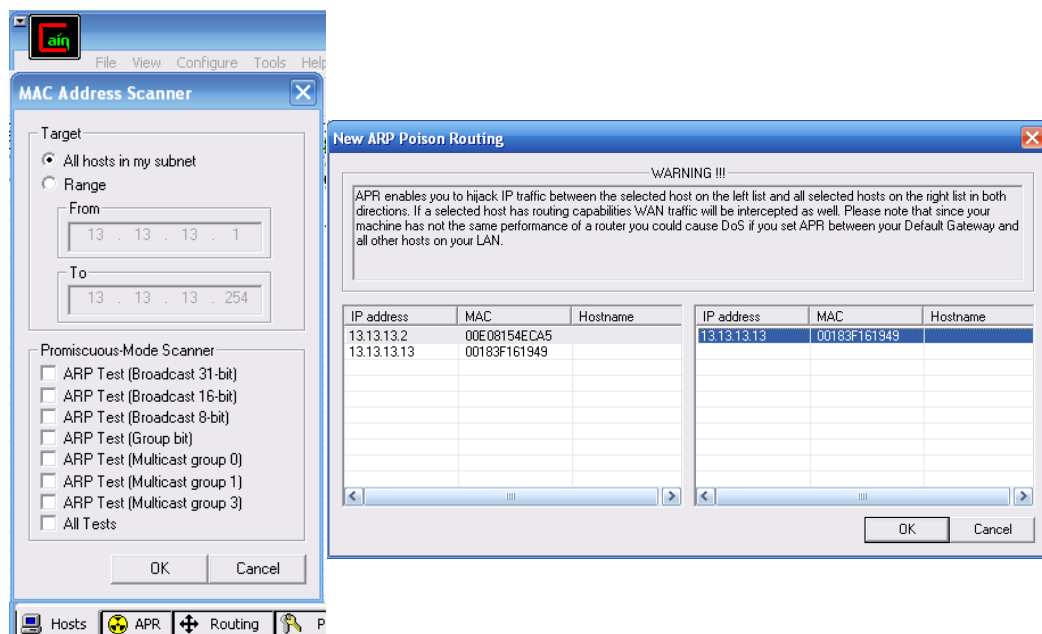 Cain
File View Configure Tools Help
MAC Address Scanner
Target
All hosts in my subnet
Range
From
13 . 13 . 13 . 1
To
13 . 13 . 13 . 254
Promiscuous-Mode Scanner
ARP Test (Broadcast 31-bit)
ARP Test (Broadcast 16-bit)
ARP Test (Broadcast 8-bit)
ARP Test (Group bit)
ARP Test (Multicast group 0)
ARP Test (Multicast group 1)
ARP Test (Multicast group 3)
All Tests
OK Cancel
Hosts APR Routing P
New ARP Poison Routing
WARNING !!!
APR enables you to hijack IP traffic between the selected host on the left list and all selected hosts on the right list in both
directions. If a selected host has routing capabilities WAN traffic will be intercepted as well. Please note that since your
machine has not the same performance of a router you could cause DoS if you set APR between your Default Gateway and
all other hosts on your LAN.
IP address MAC Hostname
13.13.13.2 00E08154ECA5
13.13.13.13 00183F161949
IP address MAC Hostname
13.13.13.13 00183F161949
OK Cancel